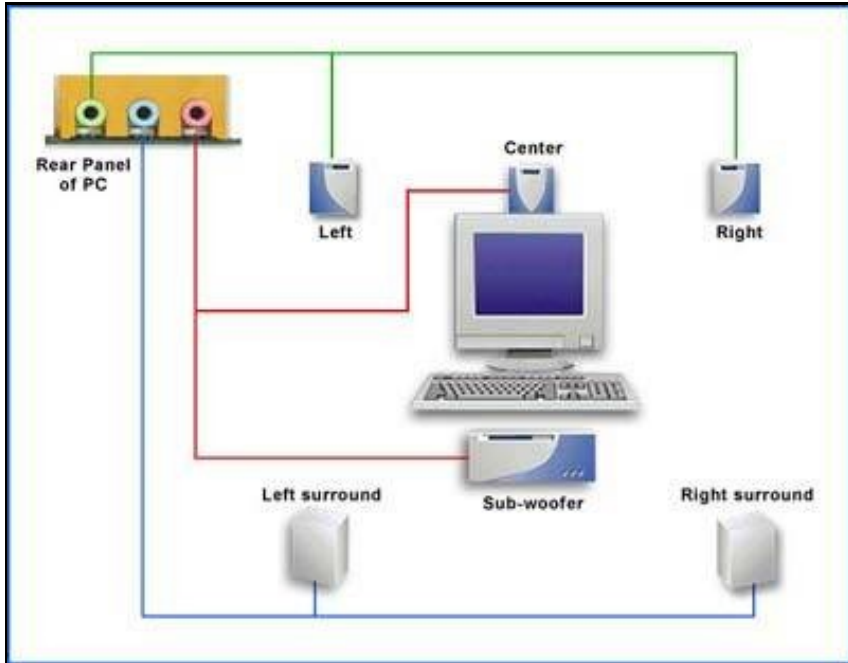 Rear Panel
of PC
Center
Left
Right
Left surround
Sub-woofer
Right surround